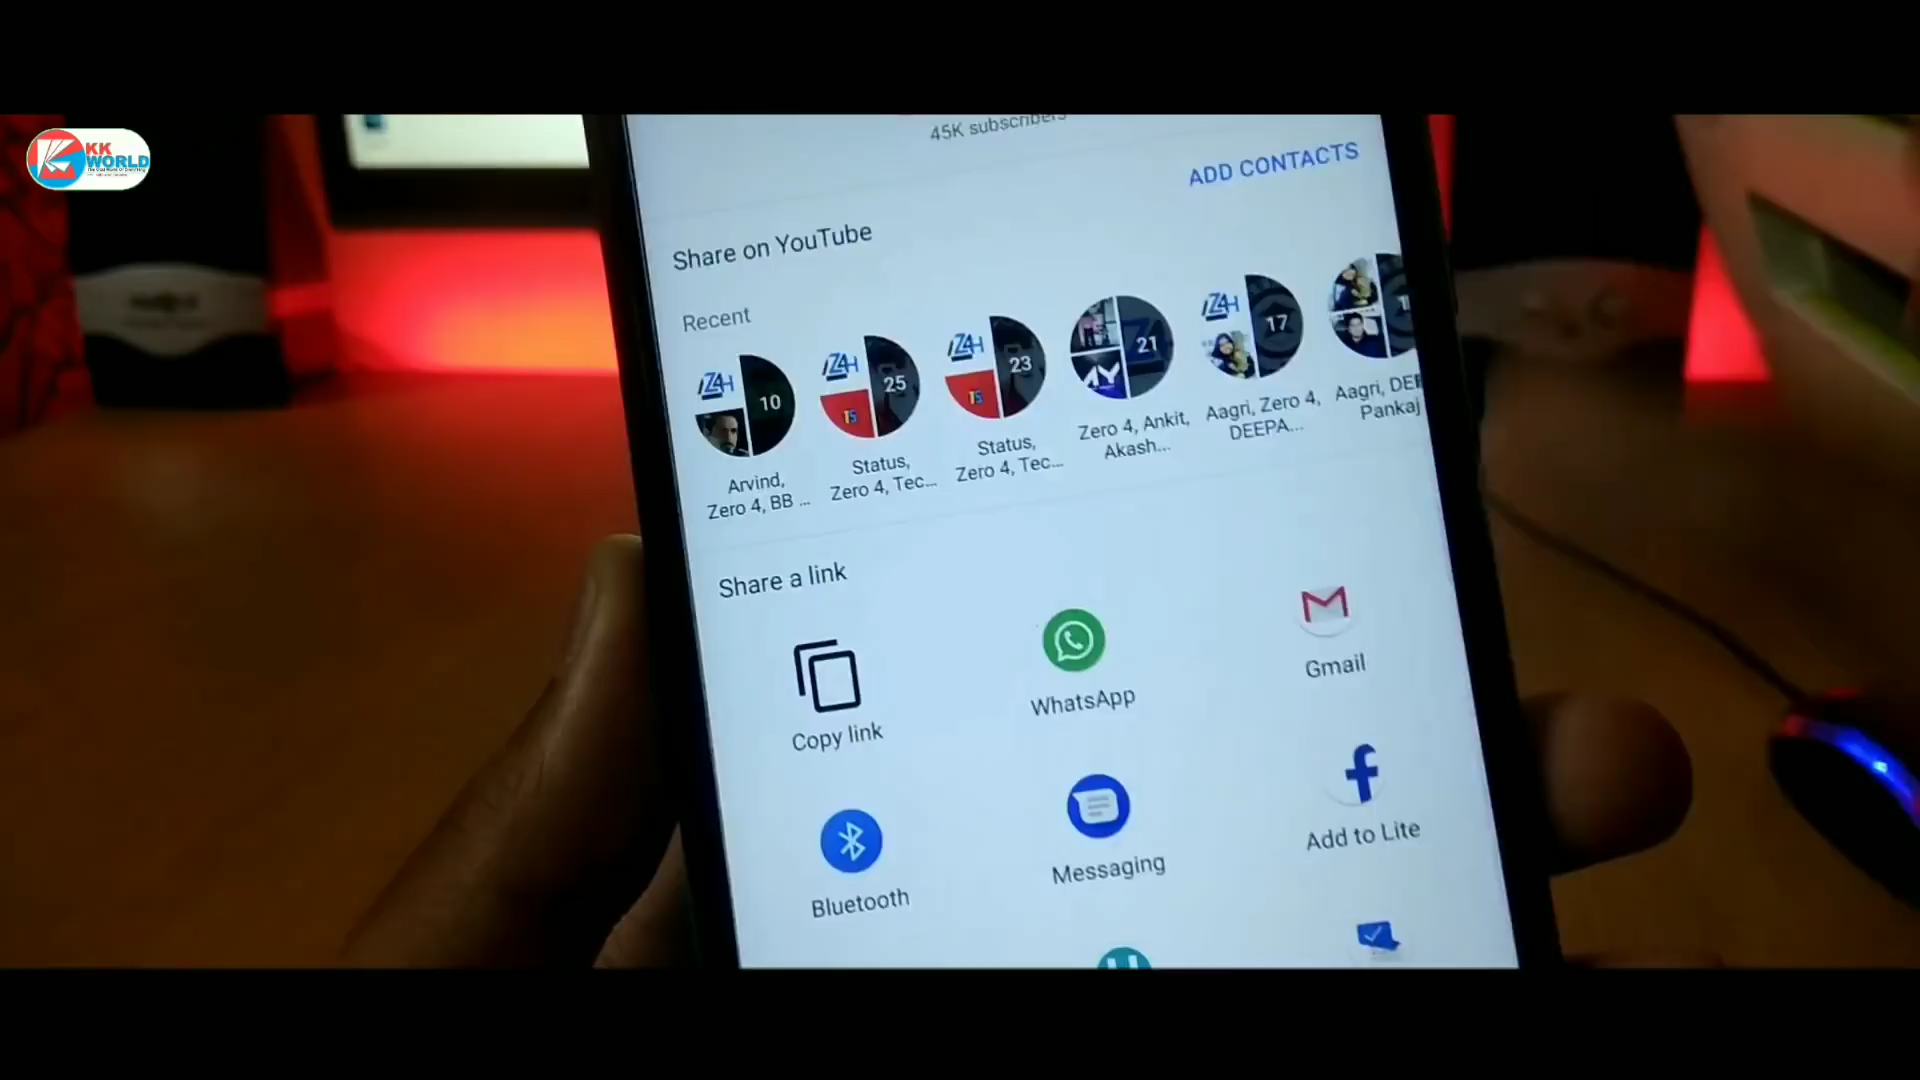 KK
WORLD
45K subscribers
ADD CONTACTS
Share on YouTube
Recent
10
25
23
21
17
Arvind,
Zero 4, BB ...
Status,
Zero 4, Tec...
Status,
Zero 4, Tec...
Zero 4, Ankit,
Akash...
Aagri, Zero 4,
DEEPA...
Aagri, DEE
Pankaj
Share a link
Copy link
WhatsApp
Gmail
Bluetooth
Messaging
Add to Lite